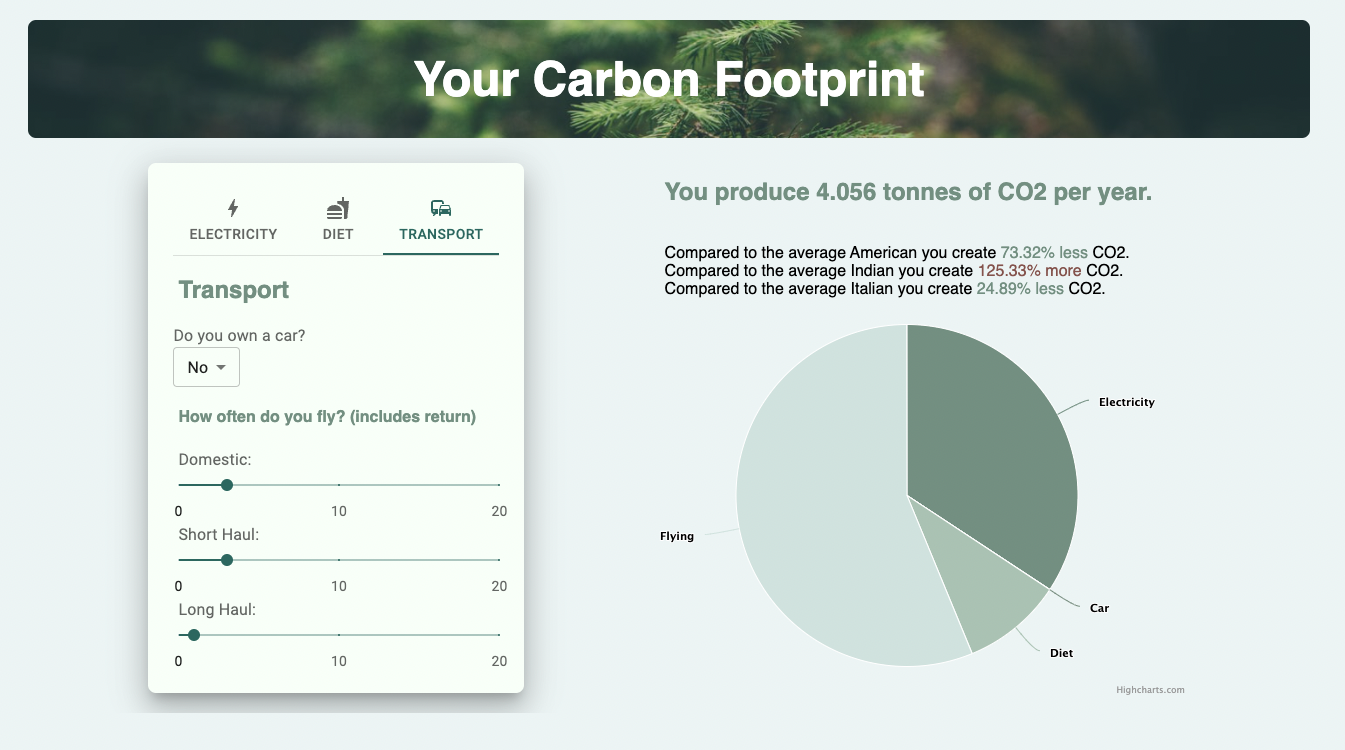 Your Carbon Footprint
ELECTRICITY DIET TRANSPORT
Transport
Do you own a car?
No
How often do you fly? (includes return)
Domestic:
0 10 20
Short Haul:
0 10 20
Long Haul:
0 10 20
You produce 4.056 tonnes of CO2 per year.
Compared to the average American you create 73.32% less CO2.
Compared to the average Indian you create 125.33% more CO2.
Compared to the average Italian you create 24.89% less CO2.
Electricity
Flying
Car
Diet
Highcharts.com